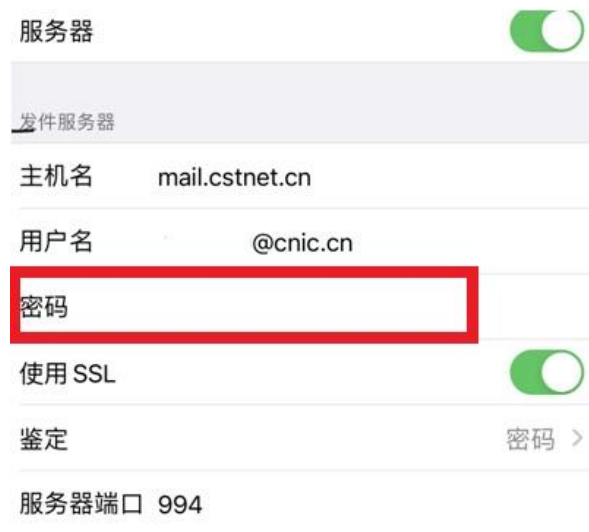 服务器
发件服务器
主机名 mail.cstnet.cn
用户名 @cnic.cn
密码
使用 SSL
鉴定 密码
服务器端口 994